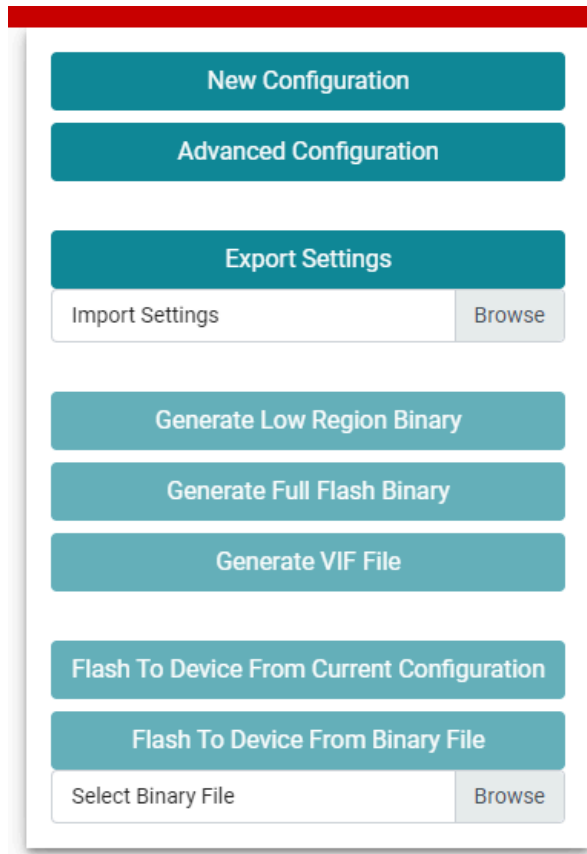 New Configuration
Advanced Configuration
Export Settings
Import Settings Browse
Generate Low Region Binary
Generate Full Flash Binary
Generate VIF File
Flash To Device From Current Configuration
Flash To Device From Binary File
Select Binary File Browse